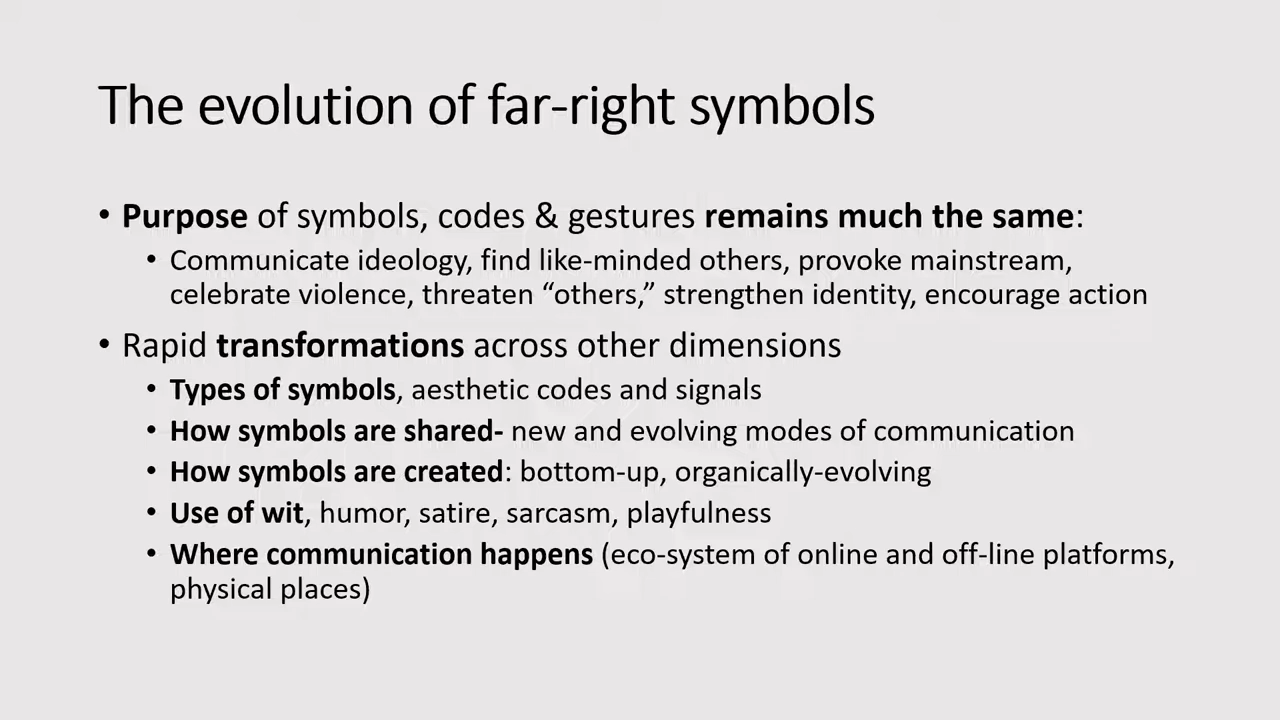 The evolution of far-right symbols
• Purpose of symbols, codes & gestures remains much the same:
• Communicate ideology, find like-minded others, provoke mainstream,
celebrate violence, threaten “others,” strengthen identity, encourage action
• Rapid transformations across other dimensions
• Types of symbols, aesthetic codes and signals
• How symbols are shared- new and evolving modes of communication
• How symbols are created: bottom-up, organically-evolving
• Use of wit, humor, satire, sarcasm, playfulness
• Where communication happens (eco-system of online and off-line platforms,
physical places)